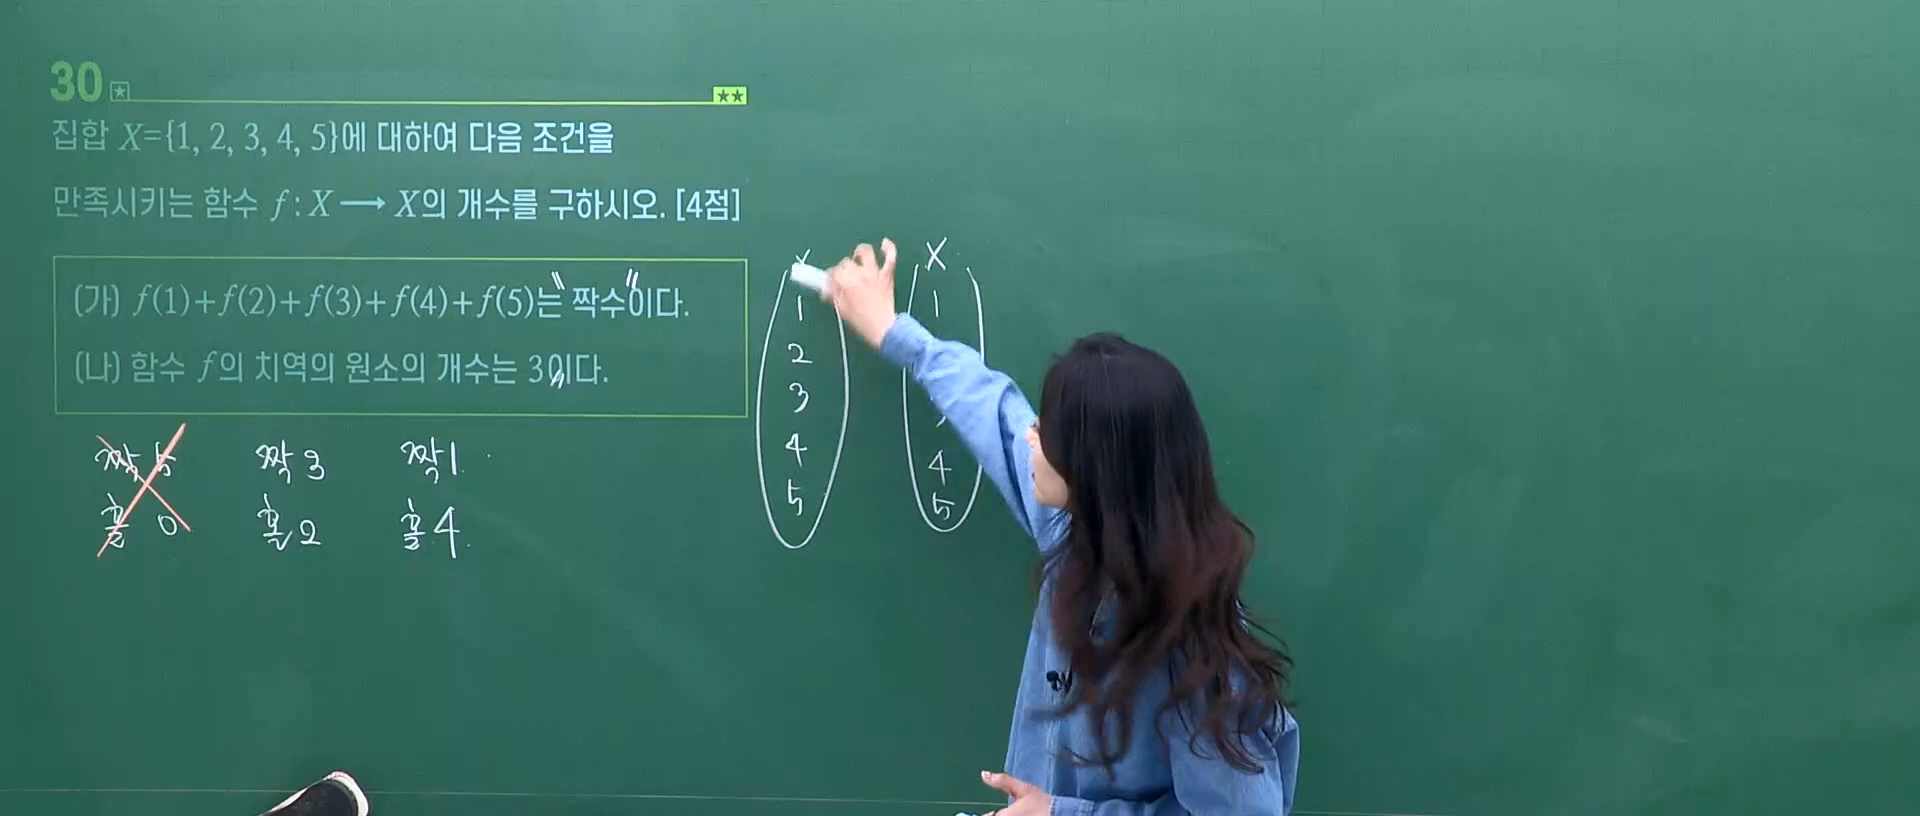 30
집합 X={1, 2, 3, 4, 5}에 대하여 다음 조건을
만족시키는 함수 f : X ⟶ X의 개수를 구하시오. [4점]
(가) f(1)+f(2)+f(3)+f(4)+f(5)는 "짝수"이다.
(나) 함수 f의 치역의 원소의 개수는 3이다.
짝 5
홀 0
짝 3
홀 2
짝 1
홀 4
X
1
2
3
4
5
X
1
4
5